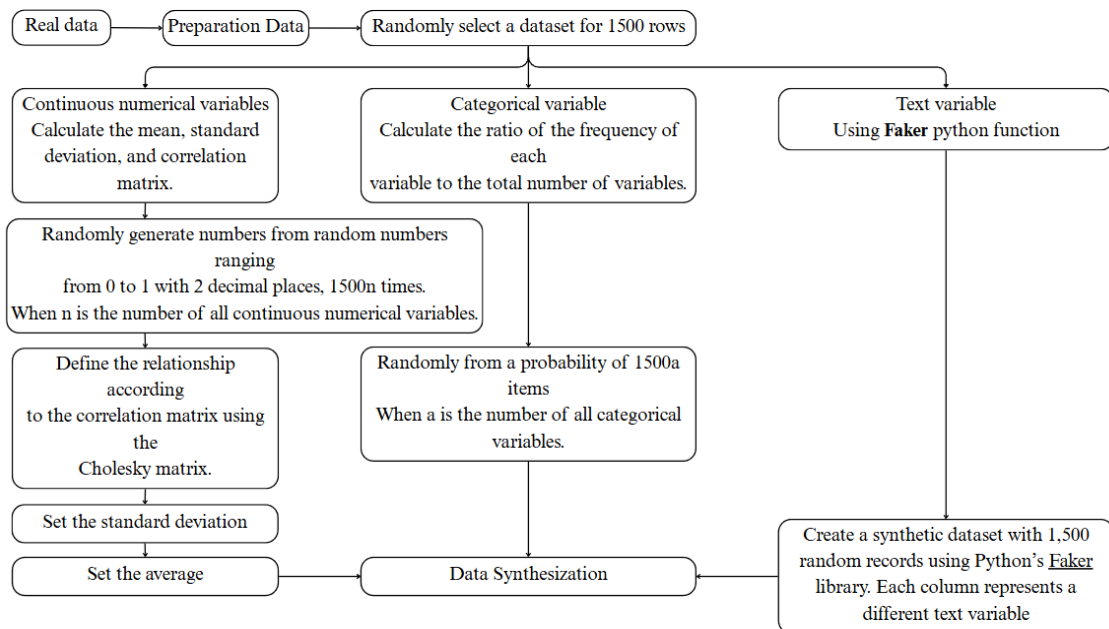 Real data
Preparation Data
Randomly select a dataset for 1500 rows
Continuous numerical variables
Calculate the mean, standard
deviation, and correlation
matrix.
Categorical variable
Calculate the ratio of the frequency of
each
variable to the total number of variables.
Text variable
Using Faker python function
Randomly generate numbers from random numbers
ranging
from 0 to 1 with 2 decimal places, 1500n times.
When n is the number of all continuous numerical variables.
Define the relationship
according
to the correlation matrix using
the
Cholesky matrix.
Randomly from a probability of 1500a
items
When a is the number of all categorical
variables.
Set the standard deviation
Set the average
Data Synthesization
Create a synthetic dataset with 1,500
random records using Python's Faker
library. Each column represents a
different text variable